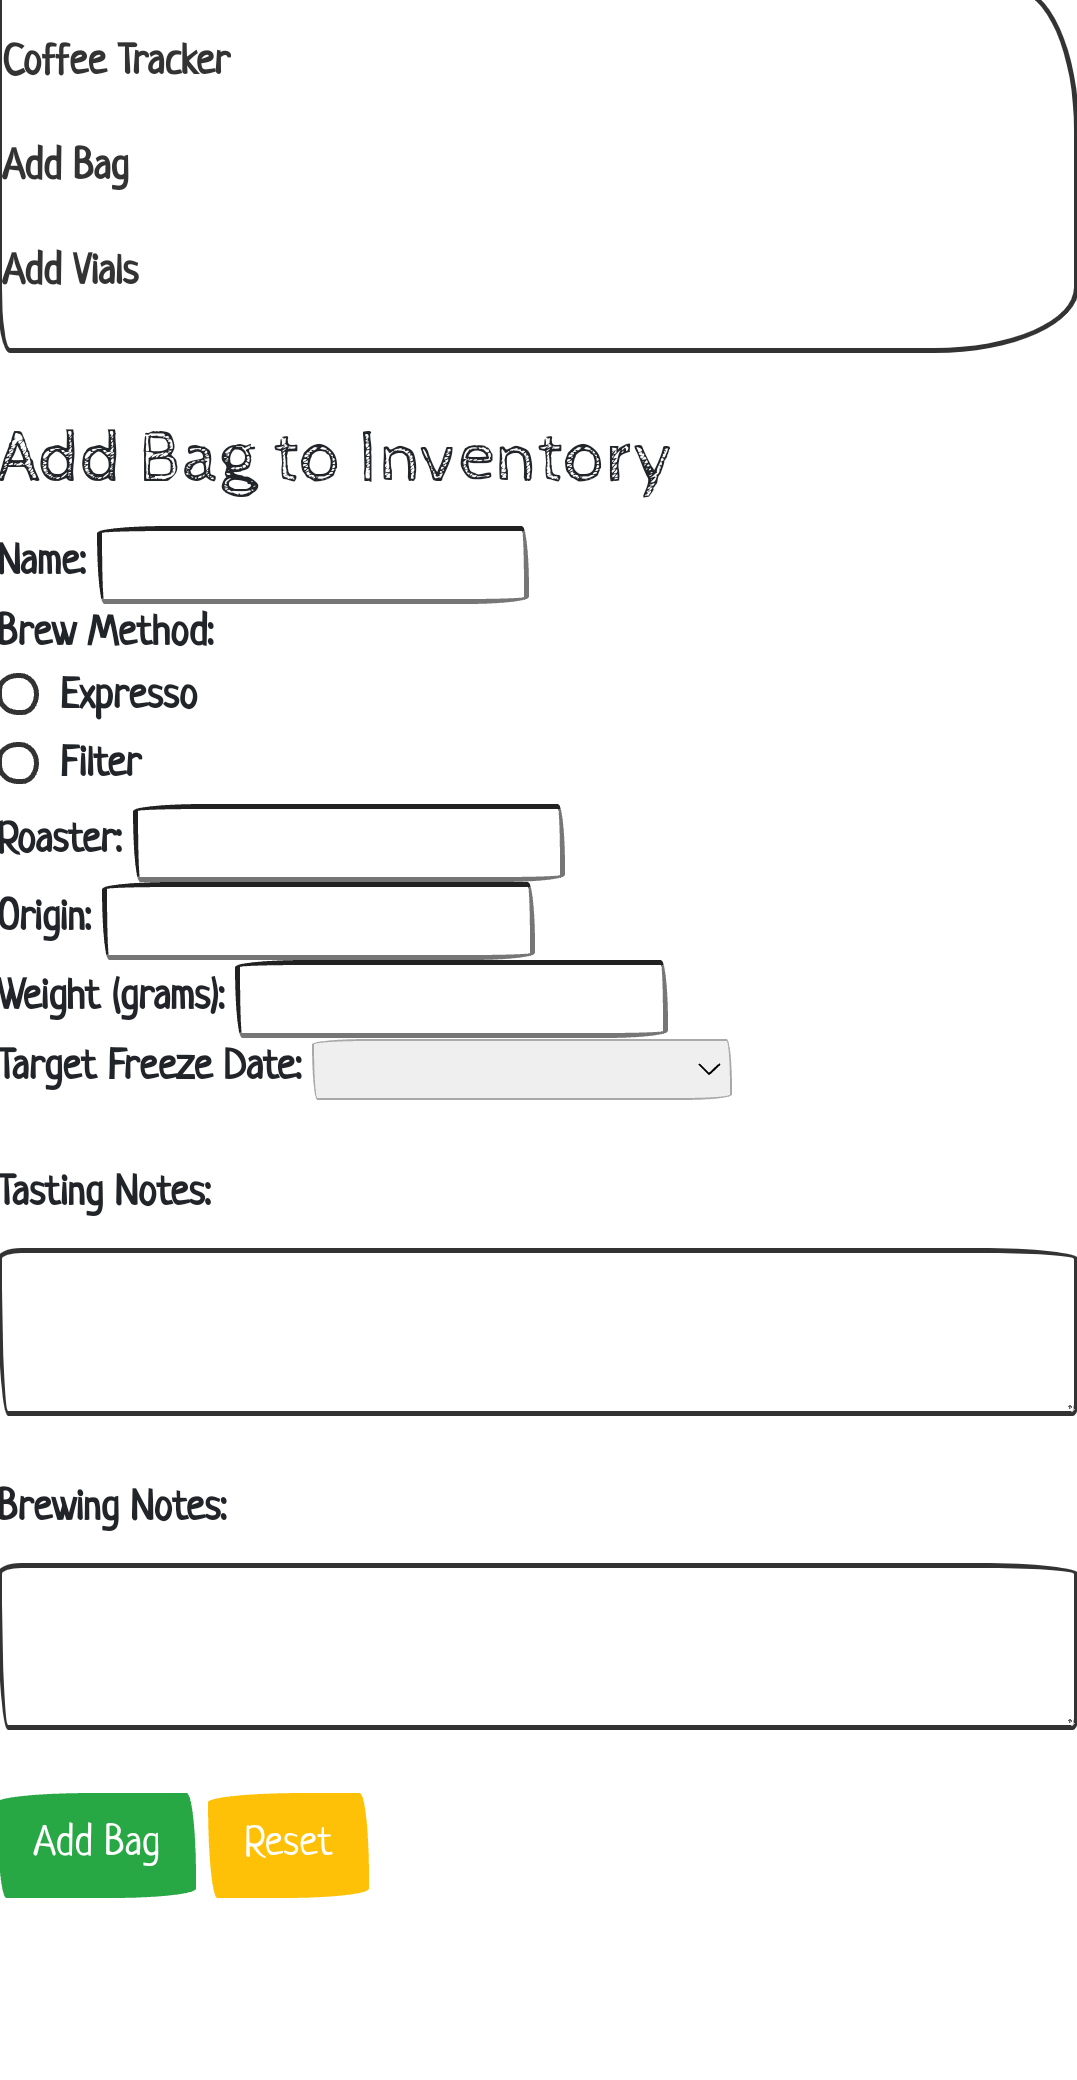 Coffee Tracker
Add Bag
Add Vials
Add Bag to Inventory
Name:
Brew Method:
Expresso
Filter
Roaster:
Origin:
Weight (grams):
Target Freeze Date:
Tasting Notes:
Brewing Notes:
Add Bag Reset